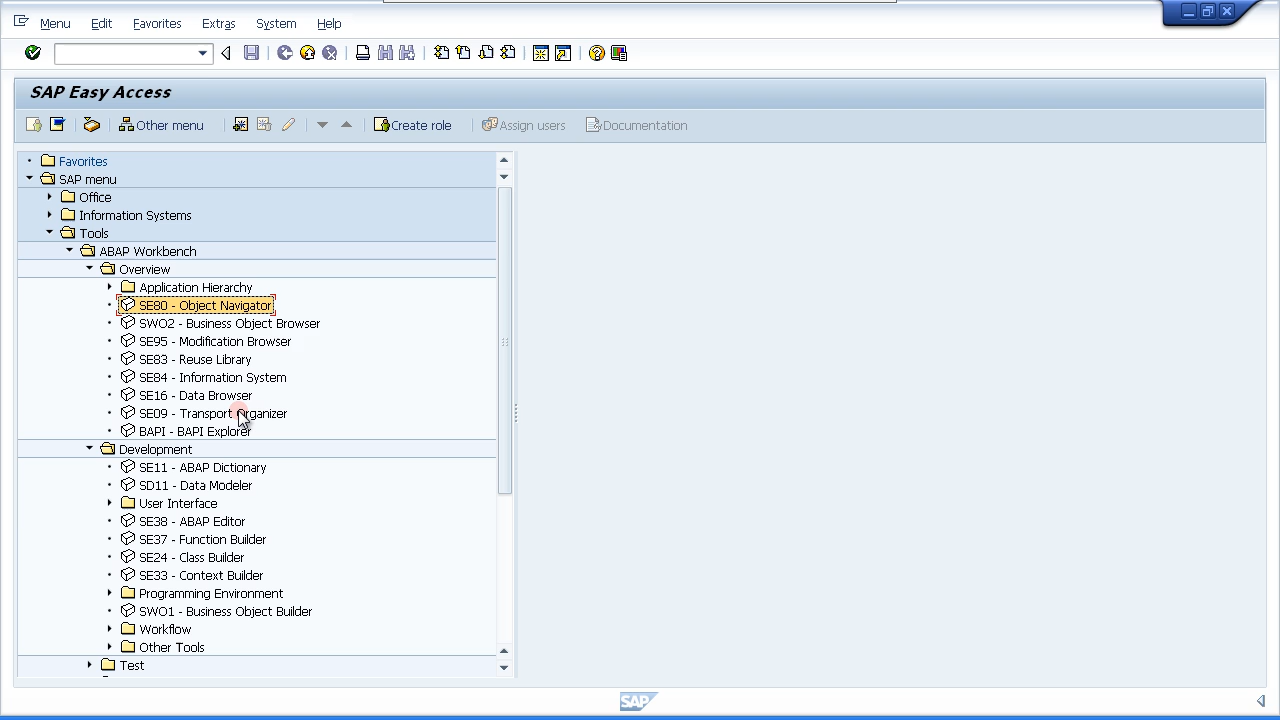 Menu Edit Favorites Extras System Help
SAP Easy Access
Other menu Create role Assign users Documentation
Favorites
SAP menu
Office
Information Systems
Tools
ABAP Workbench
Overview
Application Hierarchy
SE80 - Object Navigator
SWO2 - Business Object Browser
SE95 - Modification Browser
SE83 - Reuse Library
SE84 - Information System
SE16 - Data Browser
SE09 - Transport Organizer
BAPI - BAPI Explorer
Development
SE11 - ABAP Dictionary
SD11 - Data Modeler
User Interface
SE38 - ABAP Editor
SE37 - Function Builder
SE24 - Class Builder
SE33 - Context Builder
Programming Environment
SWO1 - Business Object Builder
Workflow
Other Tools
Test
SAP